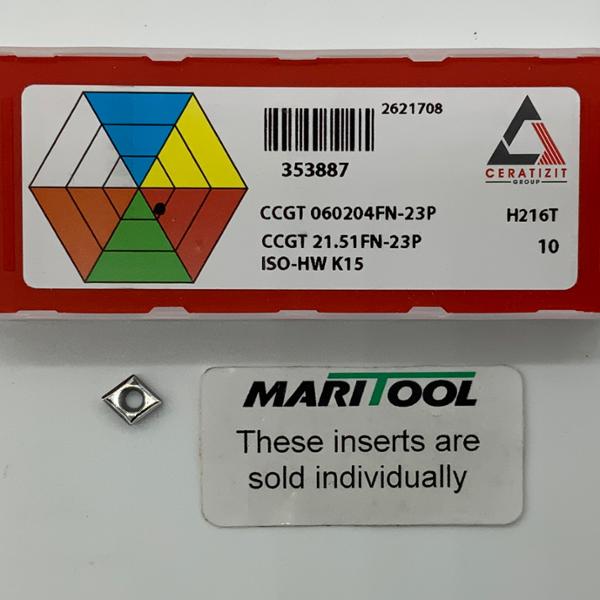 2621708
353887
CERATIZIT
GROUP
CCGT 060204FN-23P H216T
CCGT 21.51FN-23P 10
ISO-HW K15
MARITOOL
These inserts are
sold individually